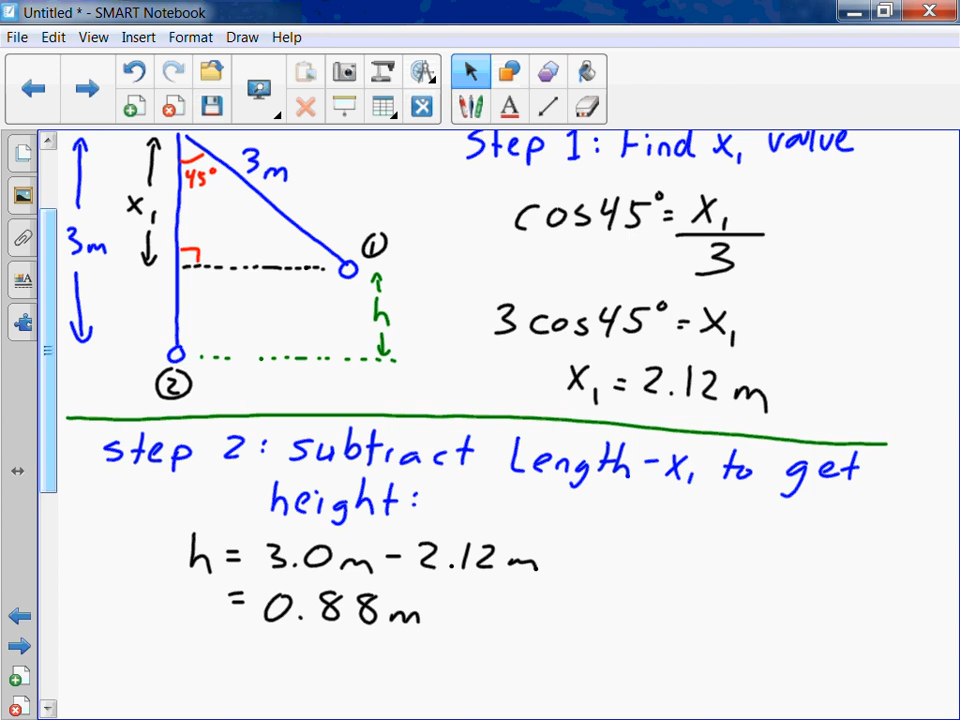 Untitled * - SMART Notebook
File Edit View Insert Format Draw Help
Step 1: Find x₁ value
3m
45°
x₁
3m
①
h
②
cos45° = x₁
3
3cos45° = x₁
x₁ = 2.12 m
step 2: subtract Length - x₁ to get
height:
h = 3.0m - 2.12 m
= 0.88m